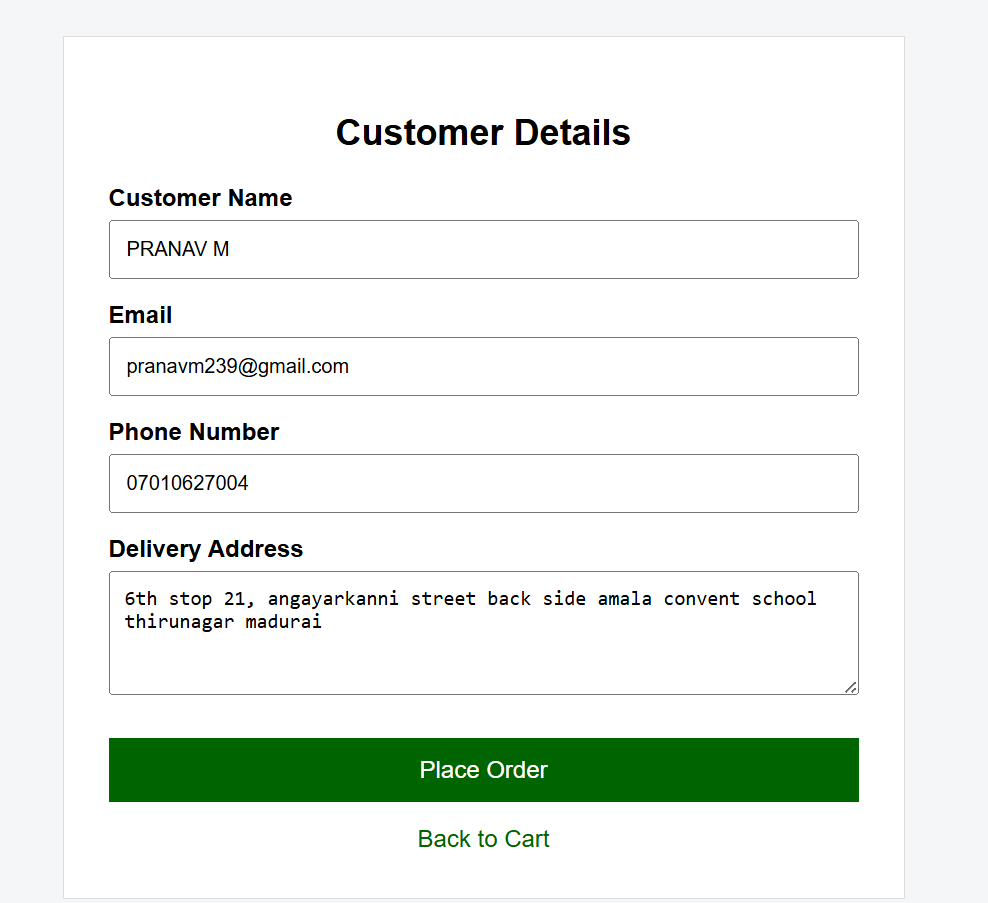 Customer Details
Customer Name
PRANAV M
Email
pranavm239@gmail.com
Phone Number
07010627004
Delivery Address
6th stop 21, angayarkanni street back side amala convent school
thirunagar madurai
Place Order
Back to Cart